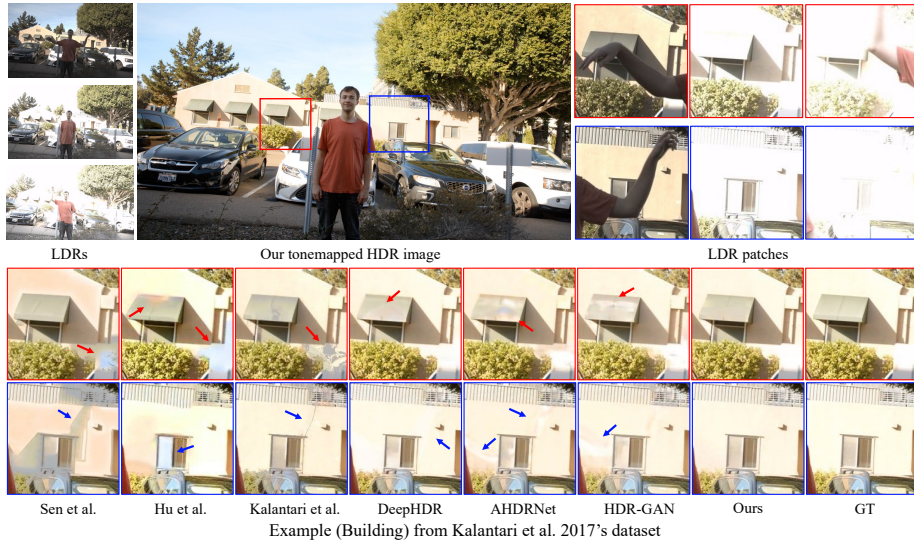 LDRs
Our tonemapped HDR image
LDR patches
Sen et al.
Hu et al.
Kalantari et al.
DeepHDR
AHDRNet
HDR-GAN
Ours
GT
Example (Building) from Kalantari et al. 2017's dataset